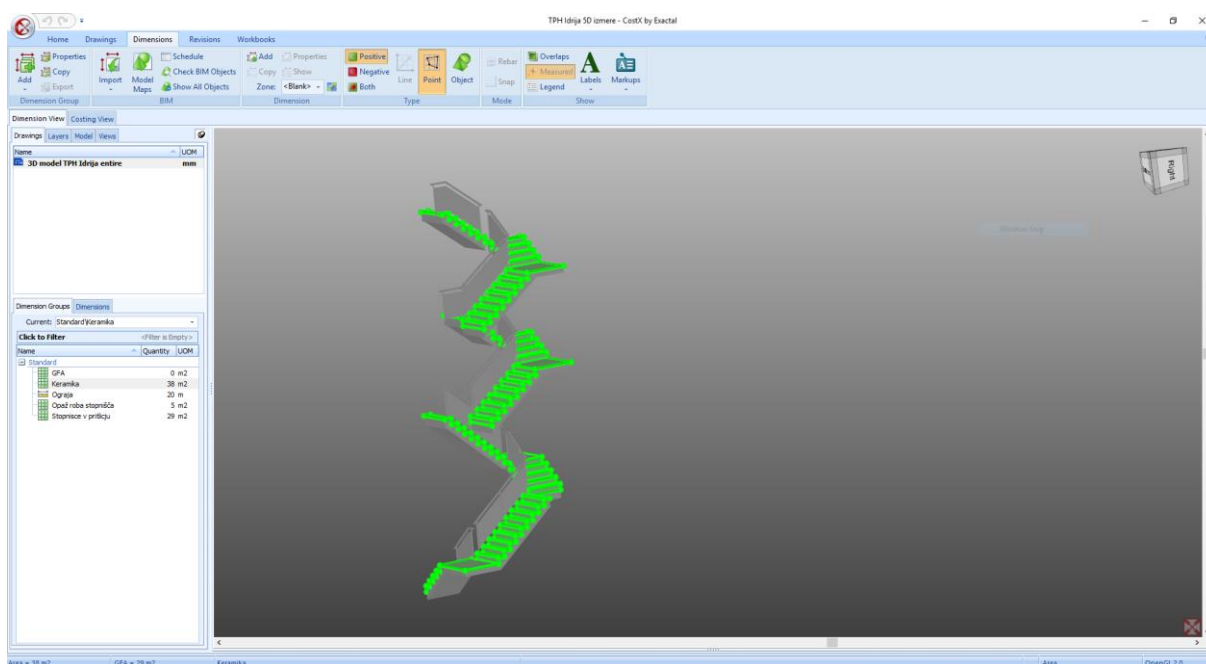 TPH Idrija 5D izmere - CostX by Exactal
Home Drawings Dimensions Revisions Workbooks
Properties Schedule Add Properties Positive Overlaps
Copy Check BIM Objects Copy Show Negative Rebar Measured
Add Export Import Model Maps Show All Objects Zone: <Blank> Both Line Point Object Snap Legend Labels Markups
Dimension Group BIM Dimension Type Mode Show
Dimension View Costing View
Drawings Layers Model Views
Name UOM
3D model TPH Idrija entire mm
Right
Dimension Groups Dimensions
Current: Standard\Keramika
Click to Filter <Filter is Empty>
Name Quantity UOM
Standard
GFA 0 m2
Keramika 38 m2
Ograja 20 m
Opaž roba stopnišča 5 m2
Stopnisce v pritlicju 29 m2
Area = 38 m2 GFA = 29 m2 Keramika Area OpenGL 2.0